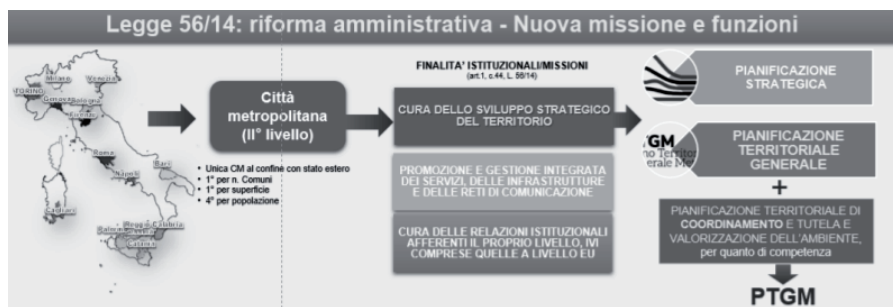 Legge 56/14: riforma amministrativa - Nuova missione e funzioni
Milano
Venezia
TORINO
Genova
Bologna
Firenze
Roma
Bari
Napoli
Cagliari
Reggio Calabria
Catania
Città
metropolitana
(II° livello)
• Unica CM al confine con stato estero
• 1° per n. Comuni
• 1° per superficie
• 4° per popolazione
FINALITA' ISTITUZIONALI/MISSIONI
(art.1, c.44, L. 56/14)
CURA DELLO SVILUPPO STRATEGICO
DEL TERRITORIO
PROMOZIONE E GESTIONE INTEGRATA
DEI SERVIZI, DELLE INFRASTRUTTURE
E DELLE RETI DI COMUNICAZIONE
CURA DELLE RELAZIONI ISTITUZIONALI
AFFERENTI IL PROPRIO LIVELLO, IVI
COMPRESE QUELLE A LIVELLO EU
PIANIFICAZIONE
STRATEGICA
PIANIFICAZIONE
TERRITORIALE
GENERALE
+
PIANIFICAZIONE TERRITORIALE DI
COORDINAMENTO E TUTELA E
VALORIZZAZIONE DELL'AMBIENTE,
per quanto di competenza
PTGM